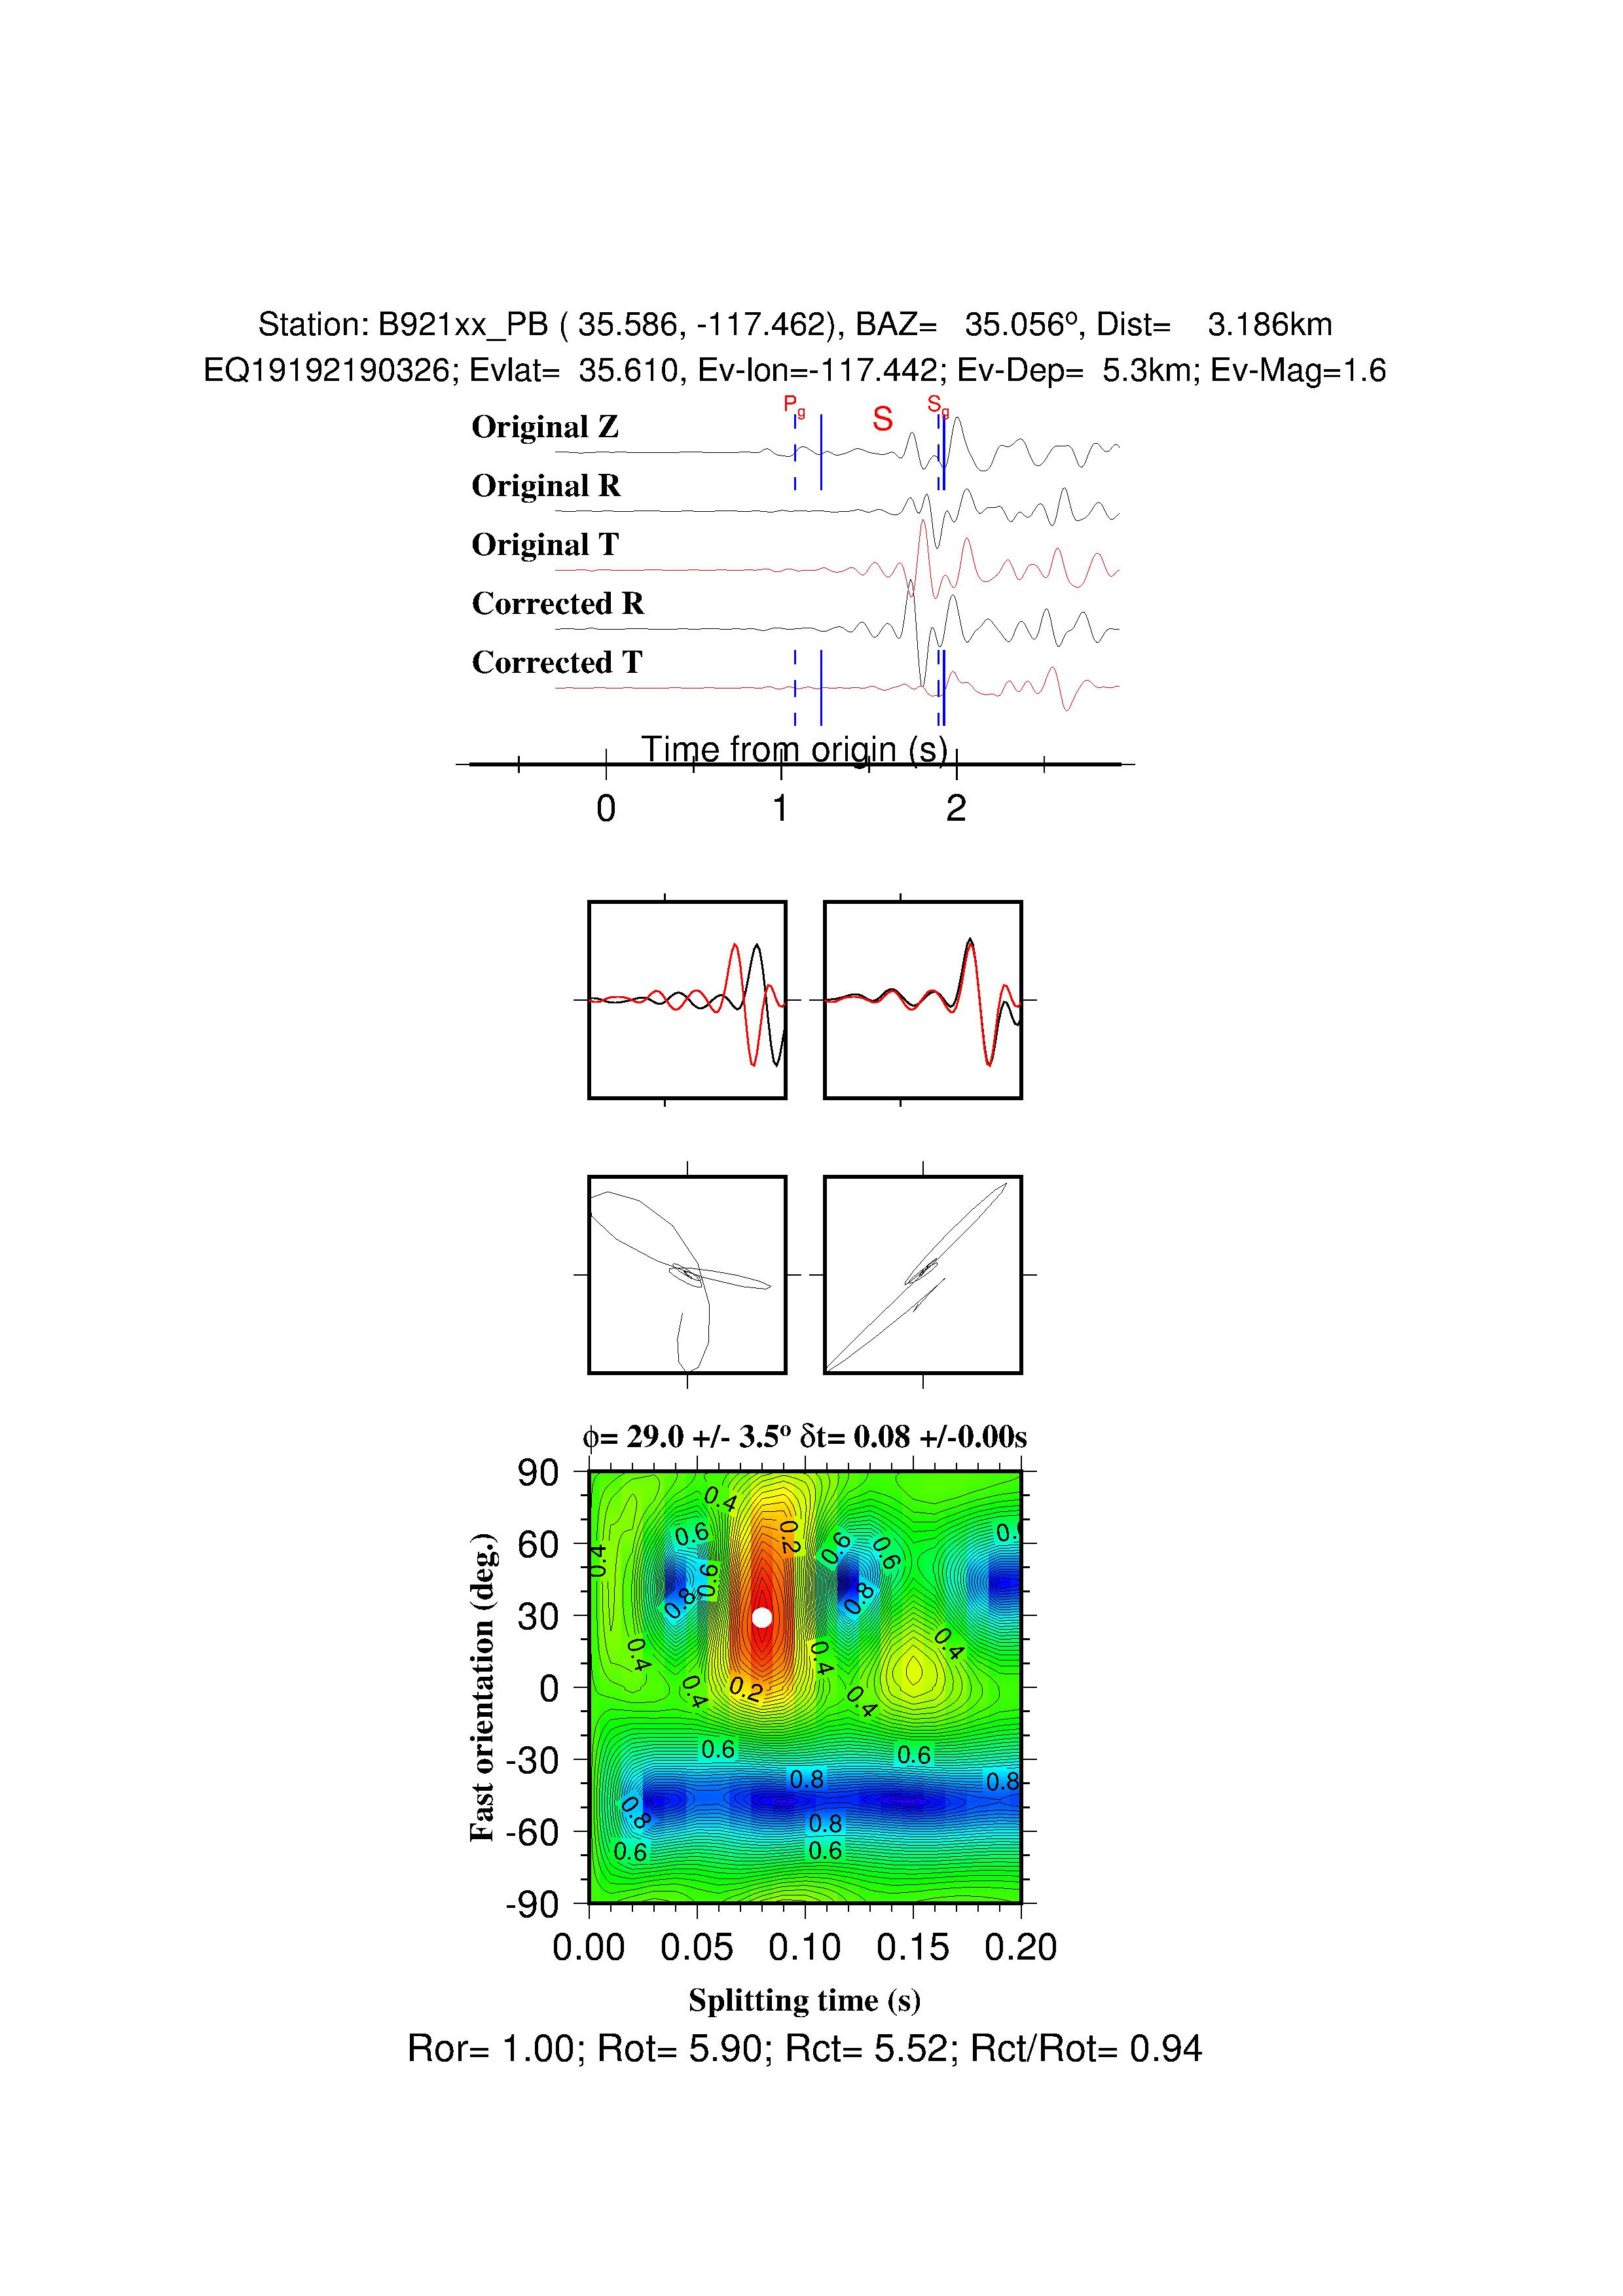 Station: B921xx_PB ( 35.586, -117.462), BAZ= 35.056º, Dist= 3.186km
EQ19192190326; Evlat= 35.610, Ev-lon=-117.442; Ev-Dep= 5.3km; Ev-Mag=1.6
Pg S Sg
Original Z
Original R
Original T
Corrected R
Corrected T
Time from origin (s)
0 1 2
ϕ= 29.0 +/- 3.5º δt= 0.08 +/-0.00s
90
60
30
0
-30
-60
-90
Fast orientation (deg.)
0.4 0.6 0.2 0.6 0.6
0.4 0.6 0.8 0.8
0.4 0.4 0.4
0.4 0.2 0.4
0.6 0.6
0.8 0.8
0.8 0.8
0.6 0.6
0.00 0.05 0.10 0.15 0.20
Splitting time (s)
Ror= 1.00; Rot= 5.90; Rct= 5.52; Rct/Rot= 0.94